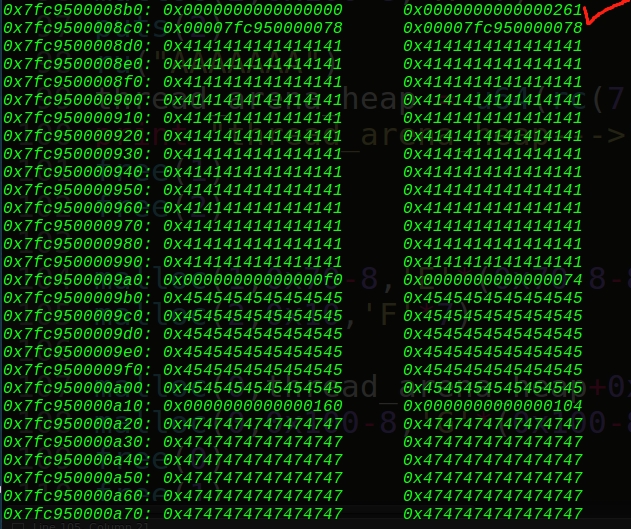 0x7fc9500008b0: 0x0000000000000000 0x0000000000000261
0x7fc9500008c0: 0x00007fc950000078 0x00007fc950000078
0x7fc9500008d0: 0x4141414141414141 0x4141414141414141
0x7fc9500008e0: 0x4141414141414141 0x4141414141414141
0x7fc9500008f0: 0x4141414141414141 0x4141414141414141
0x7fc950000900: 0x4141414141414141 0x4141414141414141
0x7fc950000910: 0x4141414141414141 0x4141414141414141
0x7fc950000920: 0x4141414141414141 0x4141414141414141
0x7fc950000930: 0x4141414141414141 0x4141414141414141
0x7fc950000940: 0x4141414141414141 0x4141414141414141
0x7fc950000950: 0x4141414141414141 0x4141414141414141
0x7fc950000960: 0x4141414141414141 0x4141414141414141
0x7fc950000970: 0x4141414141414141 0x4141414141414141
0x7fc950000980: 0x4141414141414141 0x4141414141414141
0x7fc950000990: 0x4141414141414141 0x4141414141414141
0x7fc9500009a0: 0x00000000000000f0 0x0000000000000074
0x7fc9500009b0: 0x4545454545454545 0x4545454545454545
0x7fc9500009c0: 0x4545454545454545 0x4545454545454545
0x7fc9500009d0: 0x4545454545454545 0x4545454545454545
0x7fc9500009e0: 0x4545454545454545 0x4545454545454545
0x7fc9500009f0: 0x4545454545454545 0x4545454545454545
0x7fc950000a00: 0x4545454545454545 0x4545454545454545
0x7fc950000a10: 0x0000000000000160 0x0000000000000104
0x7fc950000a20: 0x4747474747474747 0x4747474747474747
0x7fc950000a30: 0x4747474747474747 0x4747474747474747
0x7fc950000a40: 0x4747474747474747 0x4747474747474747
0x7fc950000a50: 0x4747474747474747 0x4747474747474747
0x7fc950000a60: 0x4747474747474747 0x4747474747474747
0x7fc950000a70: 0x4747474747474747 0x4747474747474747